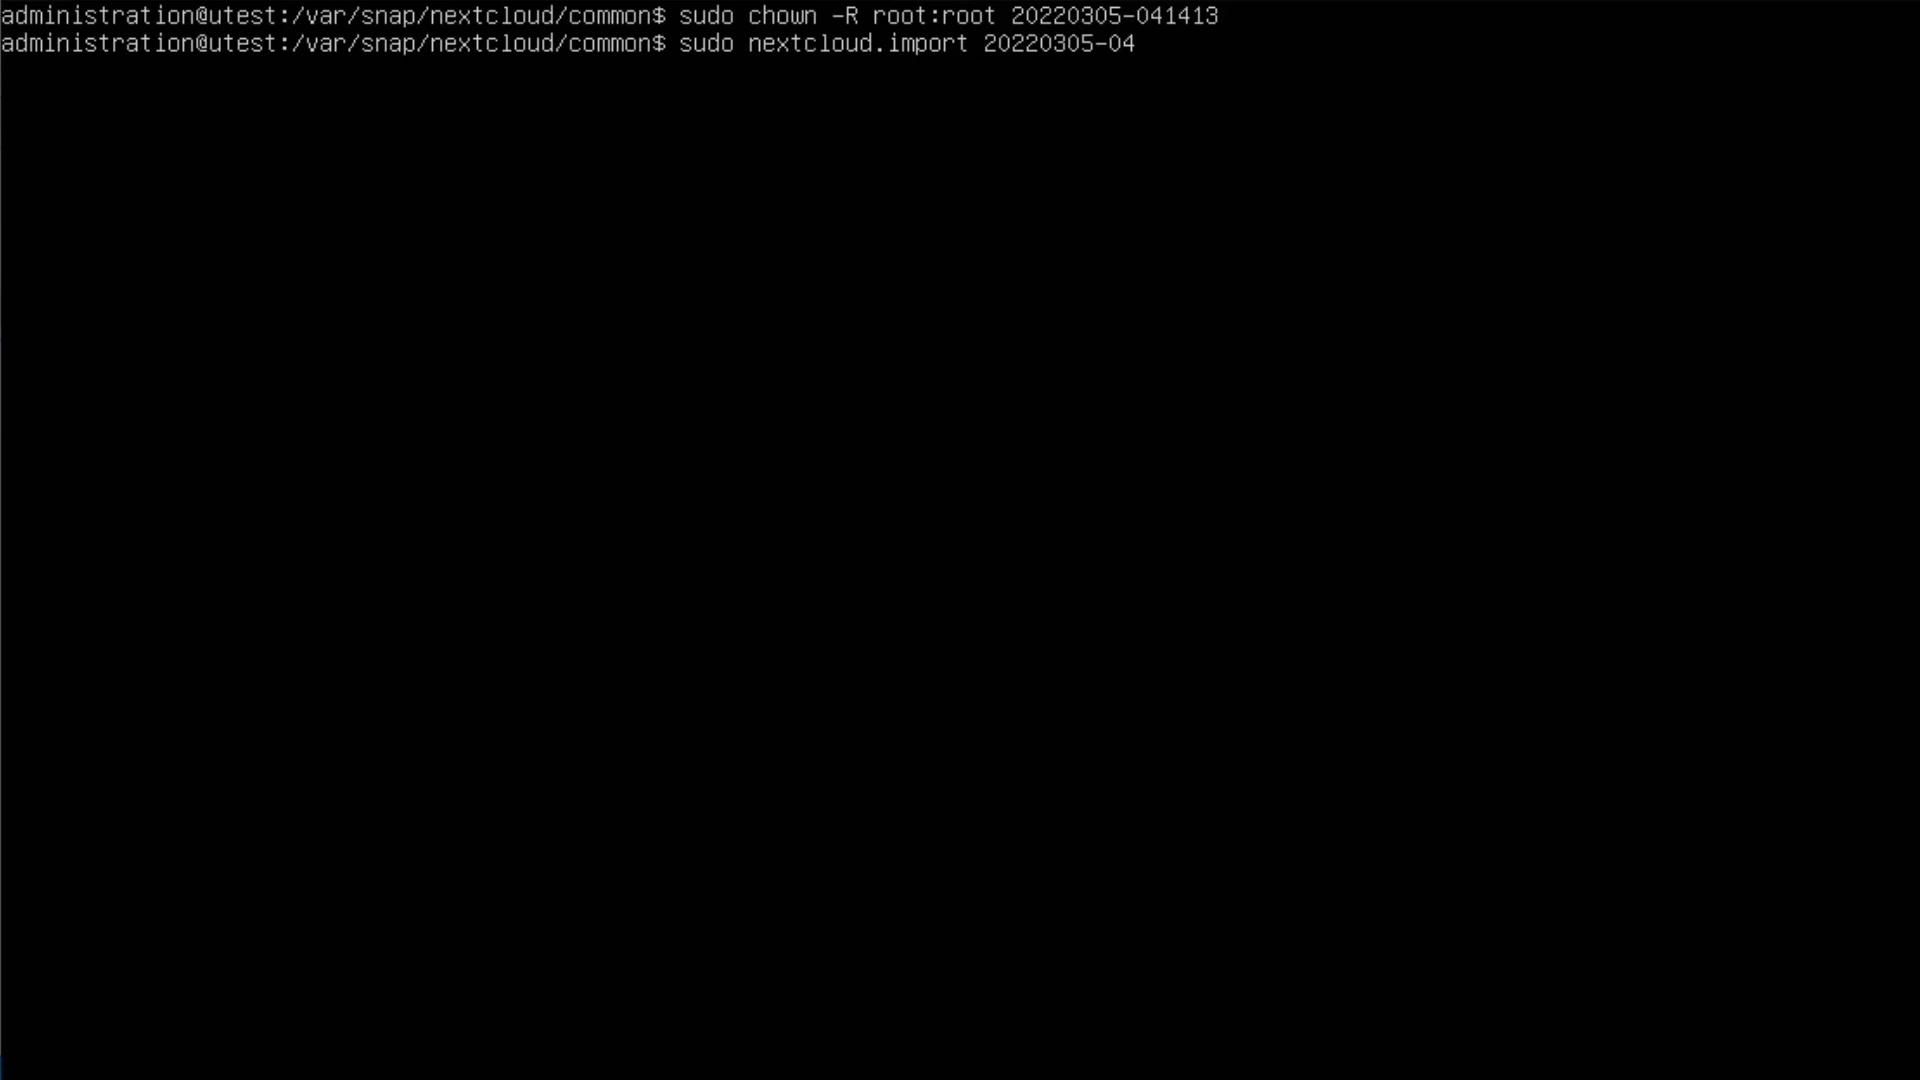 administration@utest:/var/snap/nextcloud/common$ sudo chown -R root:root 20220305-041413
administration@utest:/var/snap/nextcloud/common$ sudo nextcloud.import 20220305-04